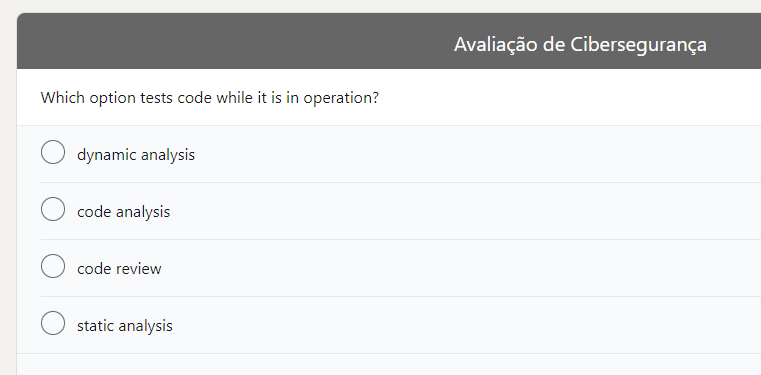 Avaliação de Cibersegurança
Which option tests code while it is in operation?
dynamic analysis
code analysis
code review
static analysis